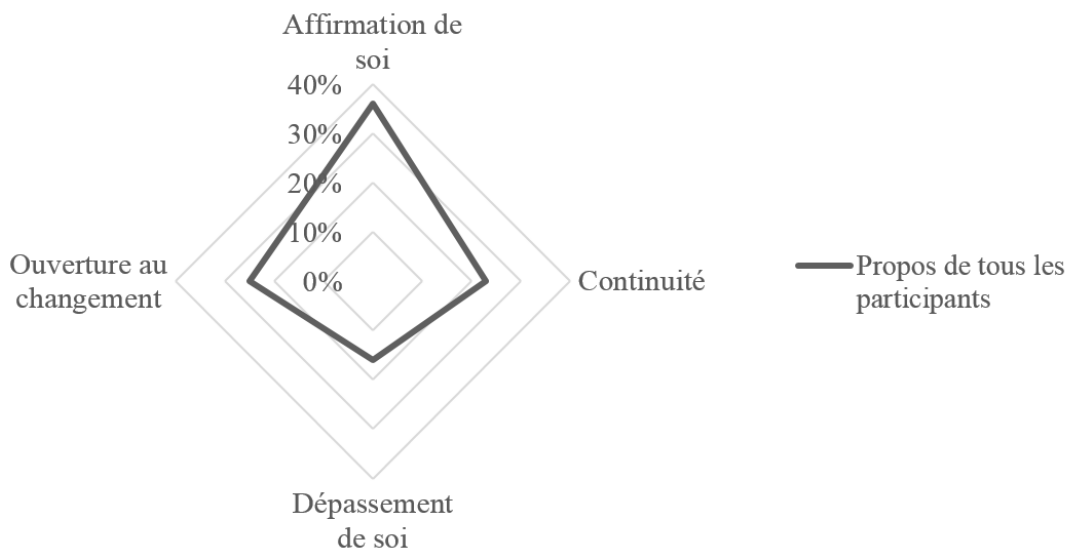 Affirmation de
soi
40%
30%
20%
10%
0%
Ouverture au
changement
Continuité
Propos de tous les
participants
Dépassement
de soi